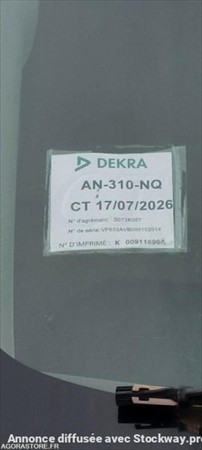 DEKRA
AN-310-NQ
CT 17/07/2026
N° d'agrément:
N° de série:
N° D'IMPRIMÉ: K
AGORASTORE.FR
Annonce diffusée avec Stockway.pro